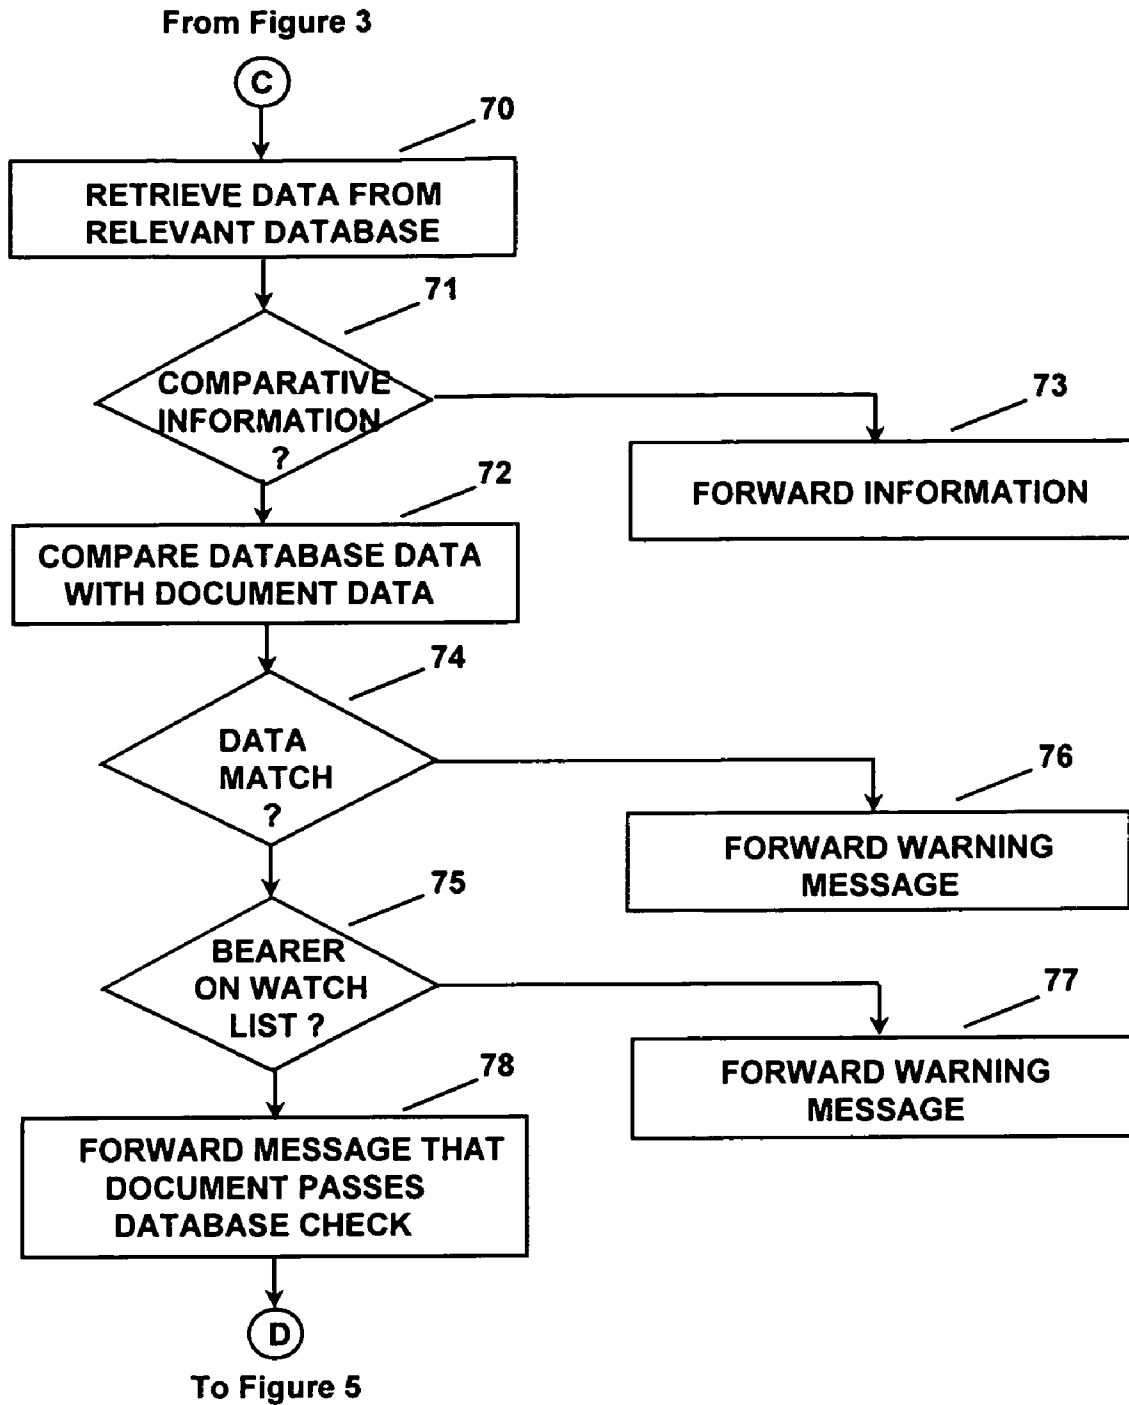 From Figure 3
C
70
RETRIEVE DATA FROM
RELEVANT DATABASE
71
COMPARATIVE
INFORMATION
?
73
FORWARD INFORMATION
72
COMPARE DATABASE DATA
WITH DOCUMENT DATA
74
DATA
MATCH
?
76
FORWARD WARNING
MESSAGE
75
BEARER
ON WATCH
LIST ?
77
FORWARD WARNING
MESSAGE
78
FORWARD MESSAGE THAT
DOCUMENT PASSES
DATABASE CHECK
D
To Figure 5